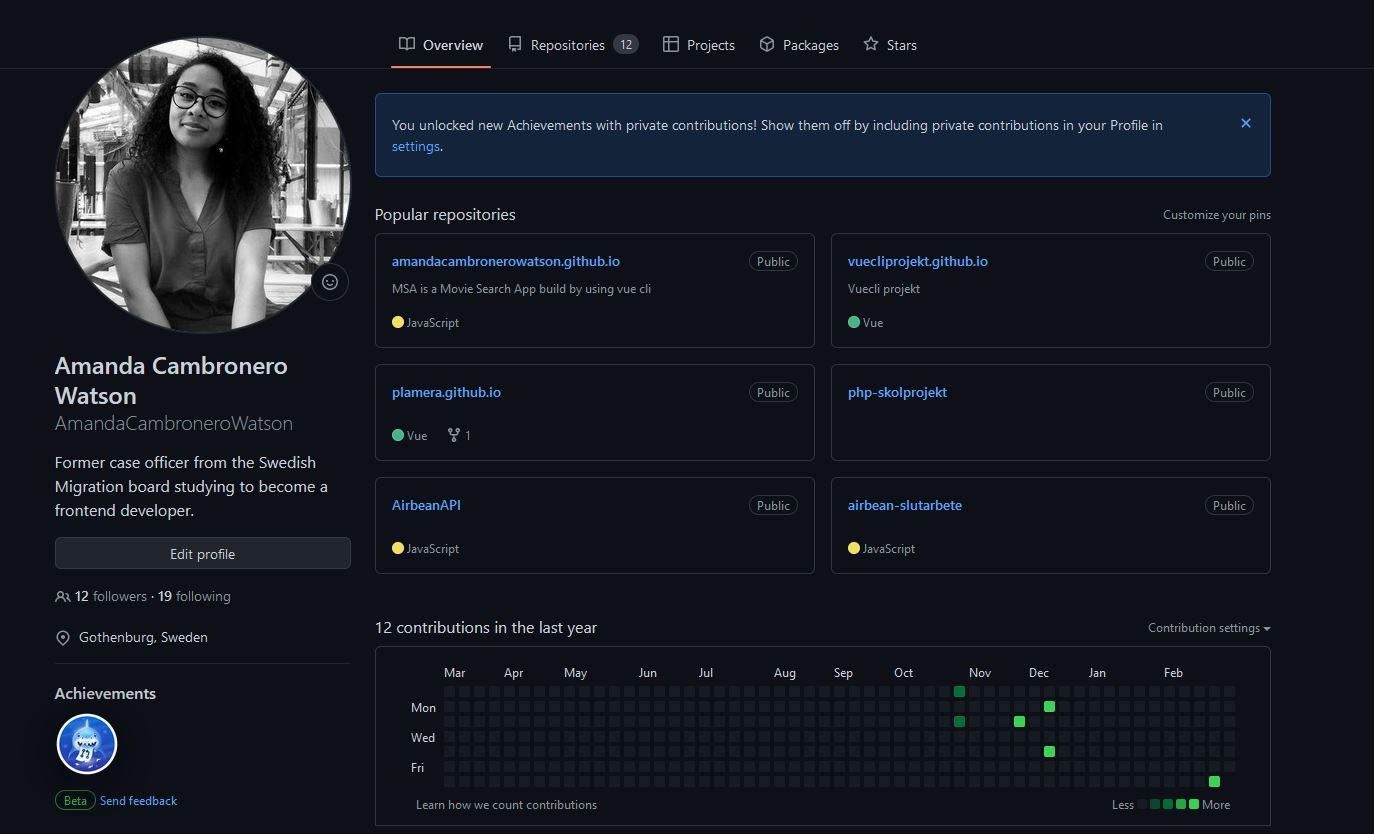 Overview
Repositories 12
Projects
Packages
Stars
You unlocked new Achievements with private contributions! Show them off by including private contributions in your Profile in
settings.
Amanda Cambronero
Watson
AmandaCambroneroWatson
Former case officer from the Swedish
Migration board studying to become a
frontend developer.
Edit profile
12 followers · 19 following
Gothenburg, Sweden
Achievements
Beta Send feedback
Popular repositories
Customize your pins
amandacambronerowatson.github.io Public
MSA is a Movie Search App build by using vue cli
JavaScript
vuecliprojekt.github.io Public
Vuecli projekt
Vue
plamera.github.io Public
Vue 1
php-skolprojekt Public
AirbeanAPI Public
JavaScript
airbean-slutarbete Public
JavaScript
12 contributions in the last year
Contribution settings
Mar Apr May Jun Jul Aug Sep Oct Nov Dec Jan Feb
Mon
Wed
Fri
Learn how we count contributions
Less More